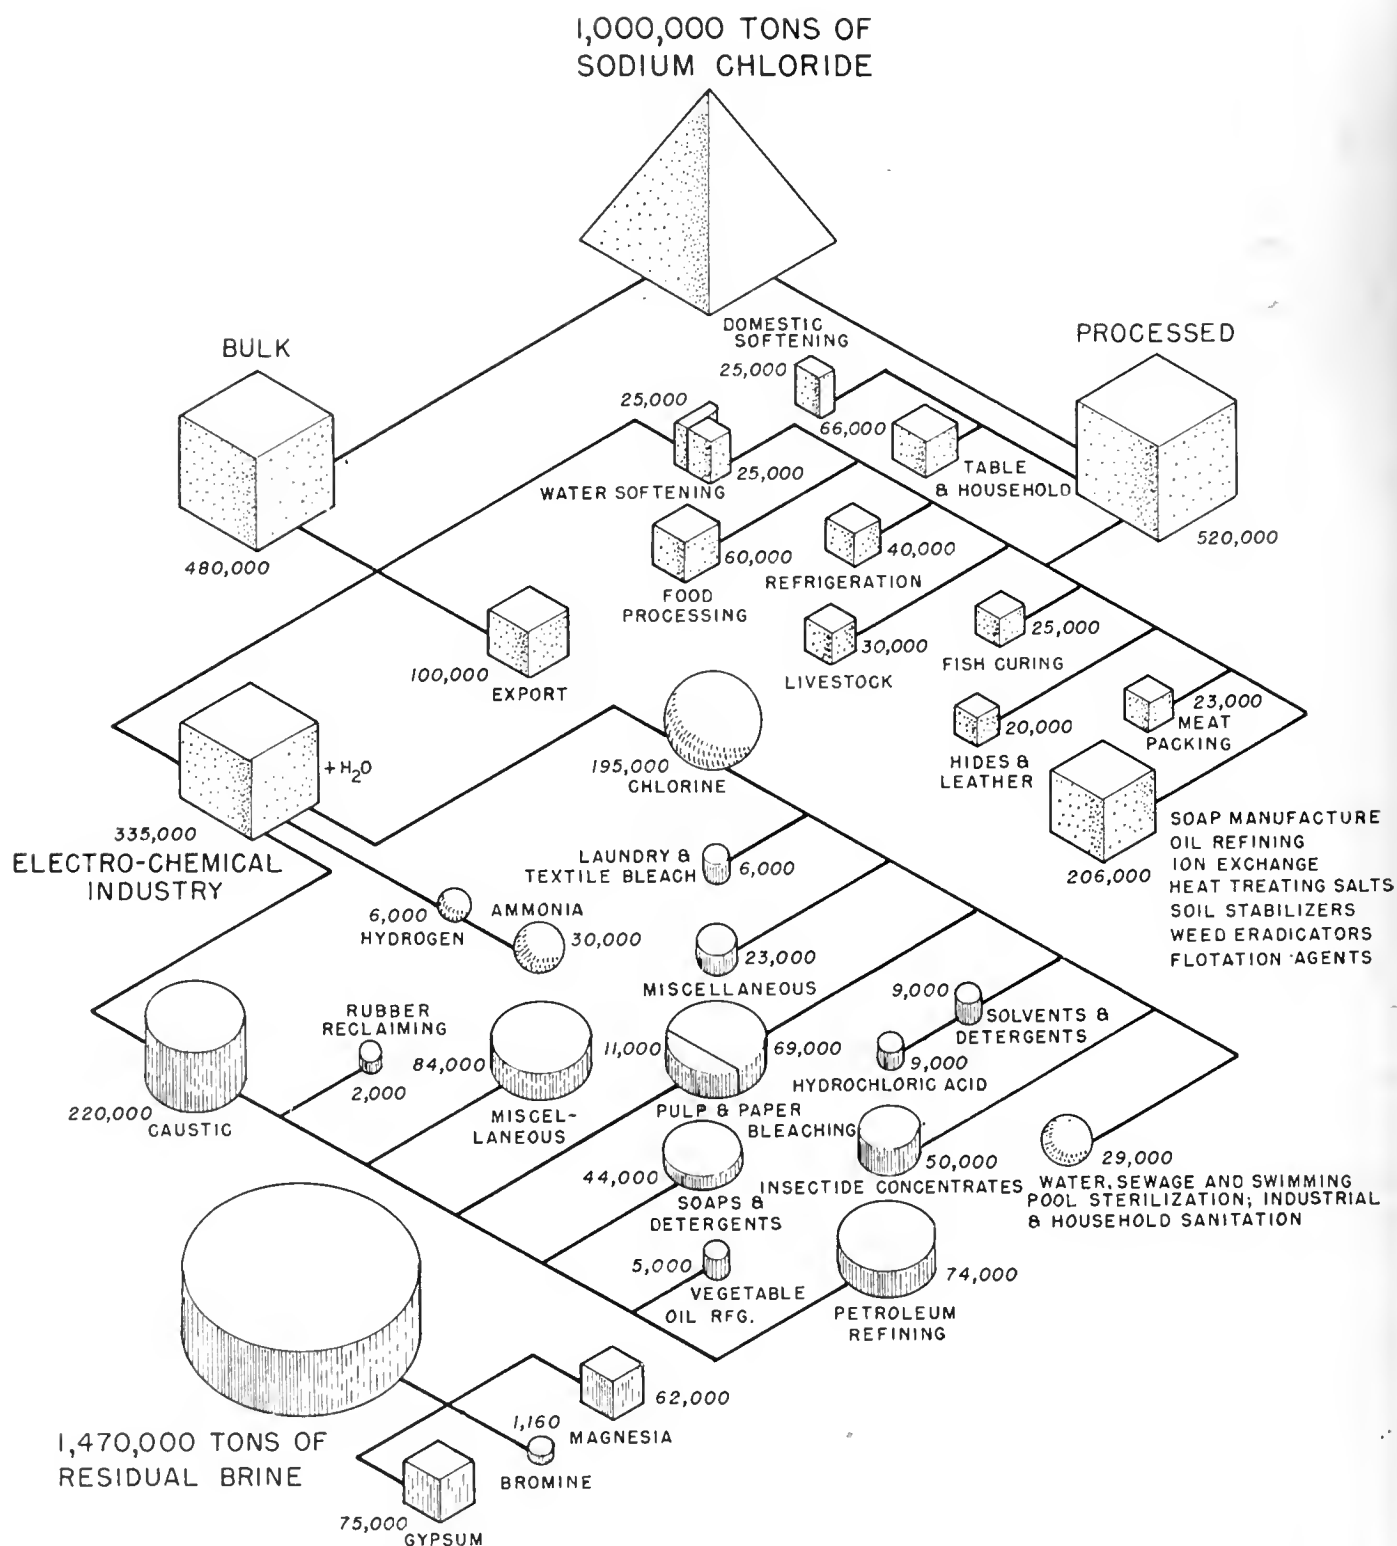 1,000,000 TONS OF
SODIUM CHLORIDE
BULK
480,000
DOMESTIC
SOFTENING
25,000
PROCESSED
520,000
25,000
25,000
WATER SOFTENING
66,000
TABLE
& HOUSEHOLD
60,000
FOOD
PROCESSING
40,000
REFRIGERATION
30,000
LIVESTOCK
25,000
FISH CURING
100,000
EXPORT
20,000
HIDES &
LEATHER
23,000
MEAT
PACKING
206,000
SOAP MANUFACTURE
OIL REFINING
ION EXCHANGE
HEAT TREATING SALTS
SOIL STABILIZERS
WEED ERADICATORS
FLOTATION AGENTS
+H2O
335,000
ELECTRO-CHEMICAL
INDUSTRY
195,000
CHLORINE
LAUNDRY &
TEXTILE BLEACH
6,000
6,000
HYDROGEN
AMMONIA
30,000
23,000
MISCELLANEOUS
9,000
SOLVENTS &
DETERGENTS
9,000
HYDROCHLORIC ACID
220,000
CAUSTIC
RUBBER
RECLAIMING
2,000
84,000
MISCEL-
LANEOUS
11,000
69,000
PULP & PAPER
BLEACHING
44,000
SOAPS &
DETERGENTS
50,000
INSECTIDE CONCENTRATES
29,000
WATER, SEWAGE AND SWIMMING
POOL STERILIZATION; INDUSTRIAL
& HOUSEHOLD SANITATION
5,000
VEGETABLE
OIL RFG.
74,000
PETROLEUM
REFINING
1,470,000 TONS OF
RESIDUAL BRINE
62,000
MAGNESIA
1,160
BROMINE
75,000
GYPSUM